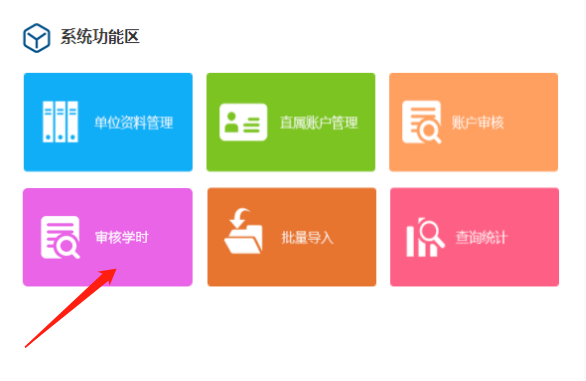 系统功能区
单位资料管理
直属账户管理
账户审核
审核学时
批量导入
查询统计